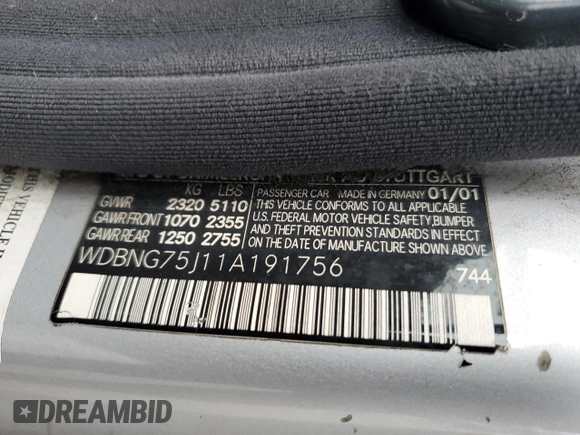 STUTTGART
KG LBS
GVWR 2320 5110
GAWR FRONT 1070 2355
GAWR REAR 1250 2755
PASSENGER CAR MADE IN GERMANY 01/01
THIS VEHICLE CONFORMS TO ALL APPLICABLE
U.S. FEDERAL MOTOR VEHICLE SAFETY, BUMPER,
AND THEFT PREVENTION STANDARDS IN EFFECT
ON THE DATE OF MANUFACTURE SHOWN ABOVE.
WDBNG75J11A191756
744
THIS VEHICLE
DREAMBID